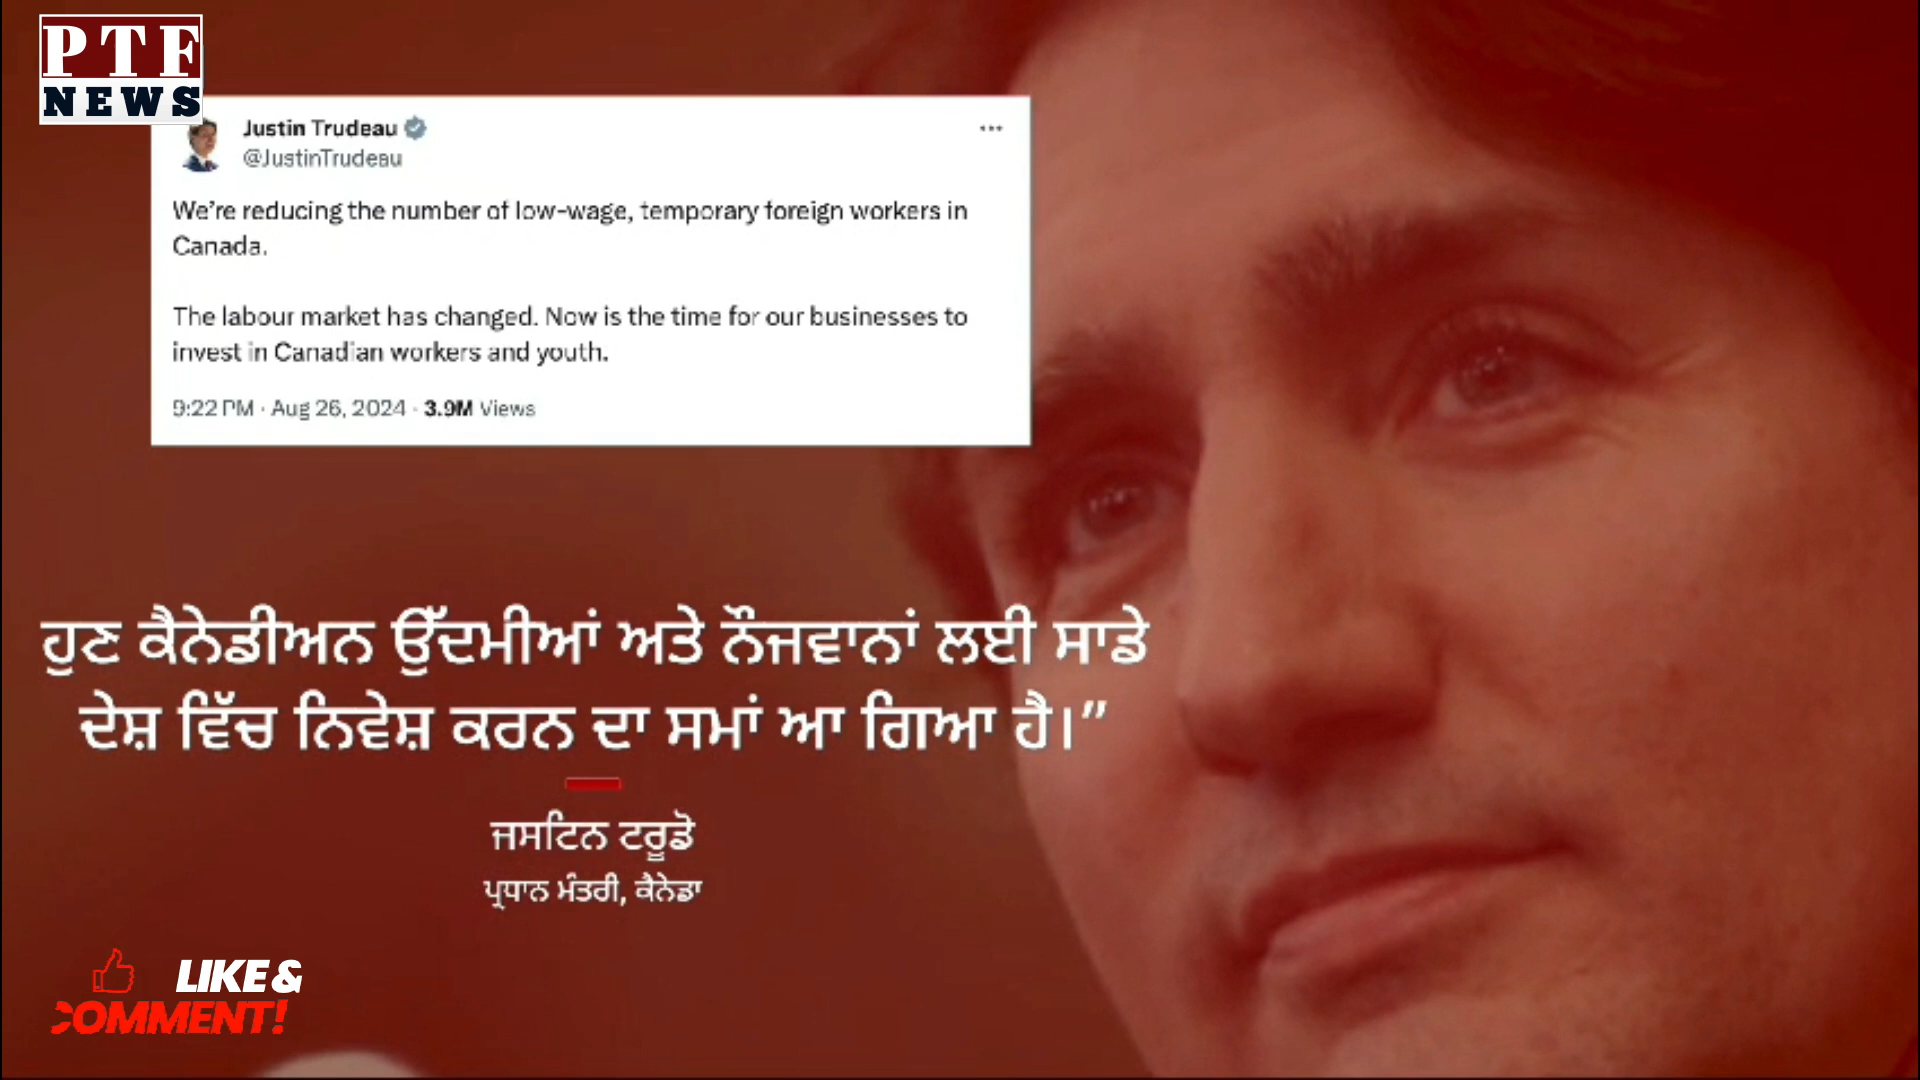 PTF
NEWS
Justin Trudeau
@JustinTrudeau
We're reducing the number of low-wage, temporary foreign workers in
Canada.
The labour market has changed. Now is the time for our businesses to
invest in Canadian workers and youth.
9:22 PM · Aug 26, 2024 · 3.9M Views
ਹੁਣ ਕੈਨੇਡੀਅਨ ਉੱਦਮੀਆਂ ਅਤੇ ਨੌਜਵਾਨਾਂ ਲਈ ਸਾਡੇ
ਦੇਸ਼ ਵਿੱਚ ਨਿਵੇਸ਼ ਕਰਨ ਦਾ ਸਮਾਂ ਆ ਗਿਆ ਹੈ।”
ਜਸਟਿਨ ਟਰੂਡੋ
ਪ੍ਰਧਾਨ ਮੰਤਰੀ, ਕੈਨੇਡਾ
LIKE &
COMMENT!